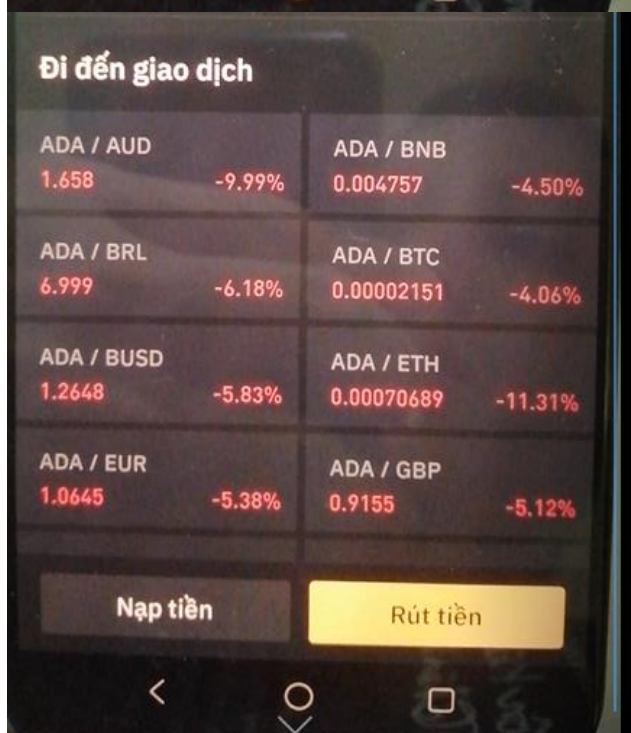 Đi đến giao dịch
ADA / AUD
1.658 -9.99%
ADA / BNB
0.004757 -4.50%
ADA / BRL
6.999 -6.18%
ADA / BTC
0.00002151 -4.06%
ADA / BUSD
1.2648 -5.83%
ADA / ETH
0.00070689 -11.31%
ADA / EUR
1.0645 -5.38%
ADA / GBP
0.9155 -5.12%
Nạp tiền
Rút tiền